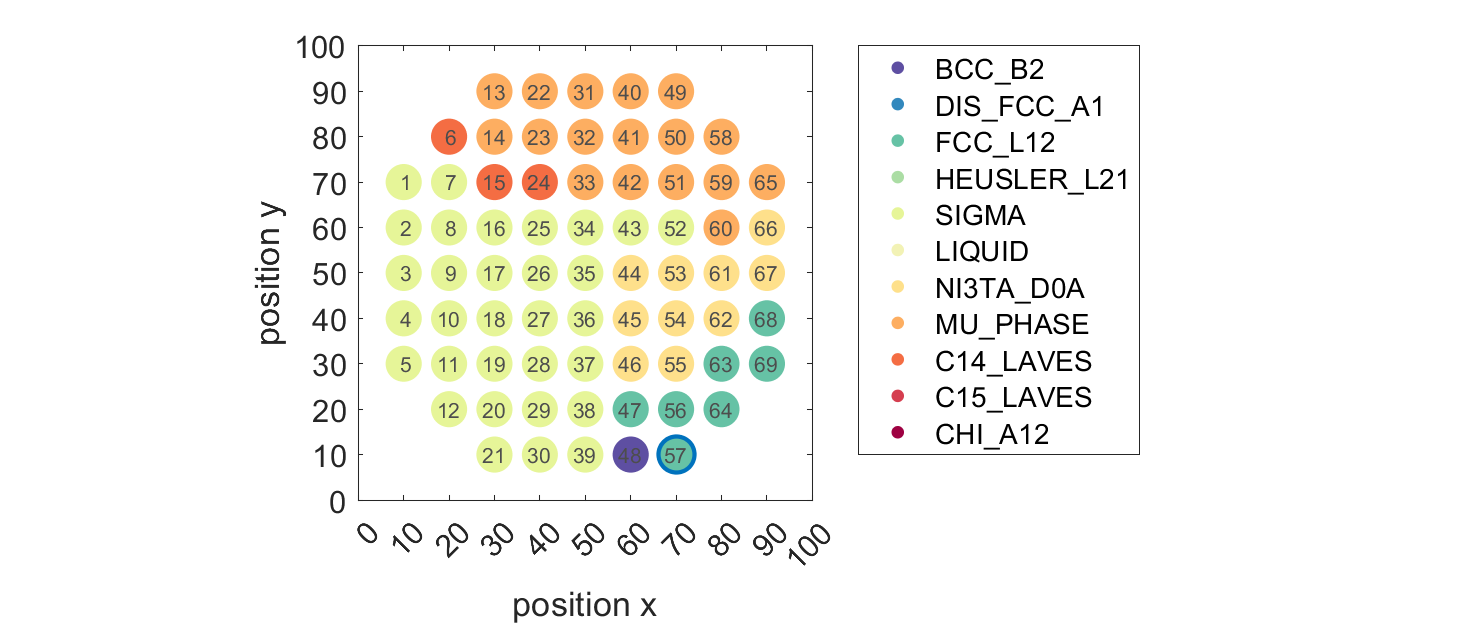 100
90 13 22 31 40 49
80 6 14 23 32 41 50 58
70 1 7 15 24 33 42 51 59 65
60 2 8 16 25 34 43 52 60 66
50 3 9 17 26 35 44 53 61 67
40 4 10 18 27 36 45 54 62 68
30 5 11 19 28 37 46 55 63 69
20 12 20 29 38 47 56 64
10 21 30 39 48 57
0
0 10 20 30 40 50 60 70 80 90 100
position x
position y
BCC_B2
DIS_FCC_A1
FCC_L12
HEUSLER_L21
SIGMA
LIQUID
NI3TA_D0A
MU_PHASE
C14_LAVES
C15_LAVES
CHI_A12